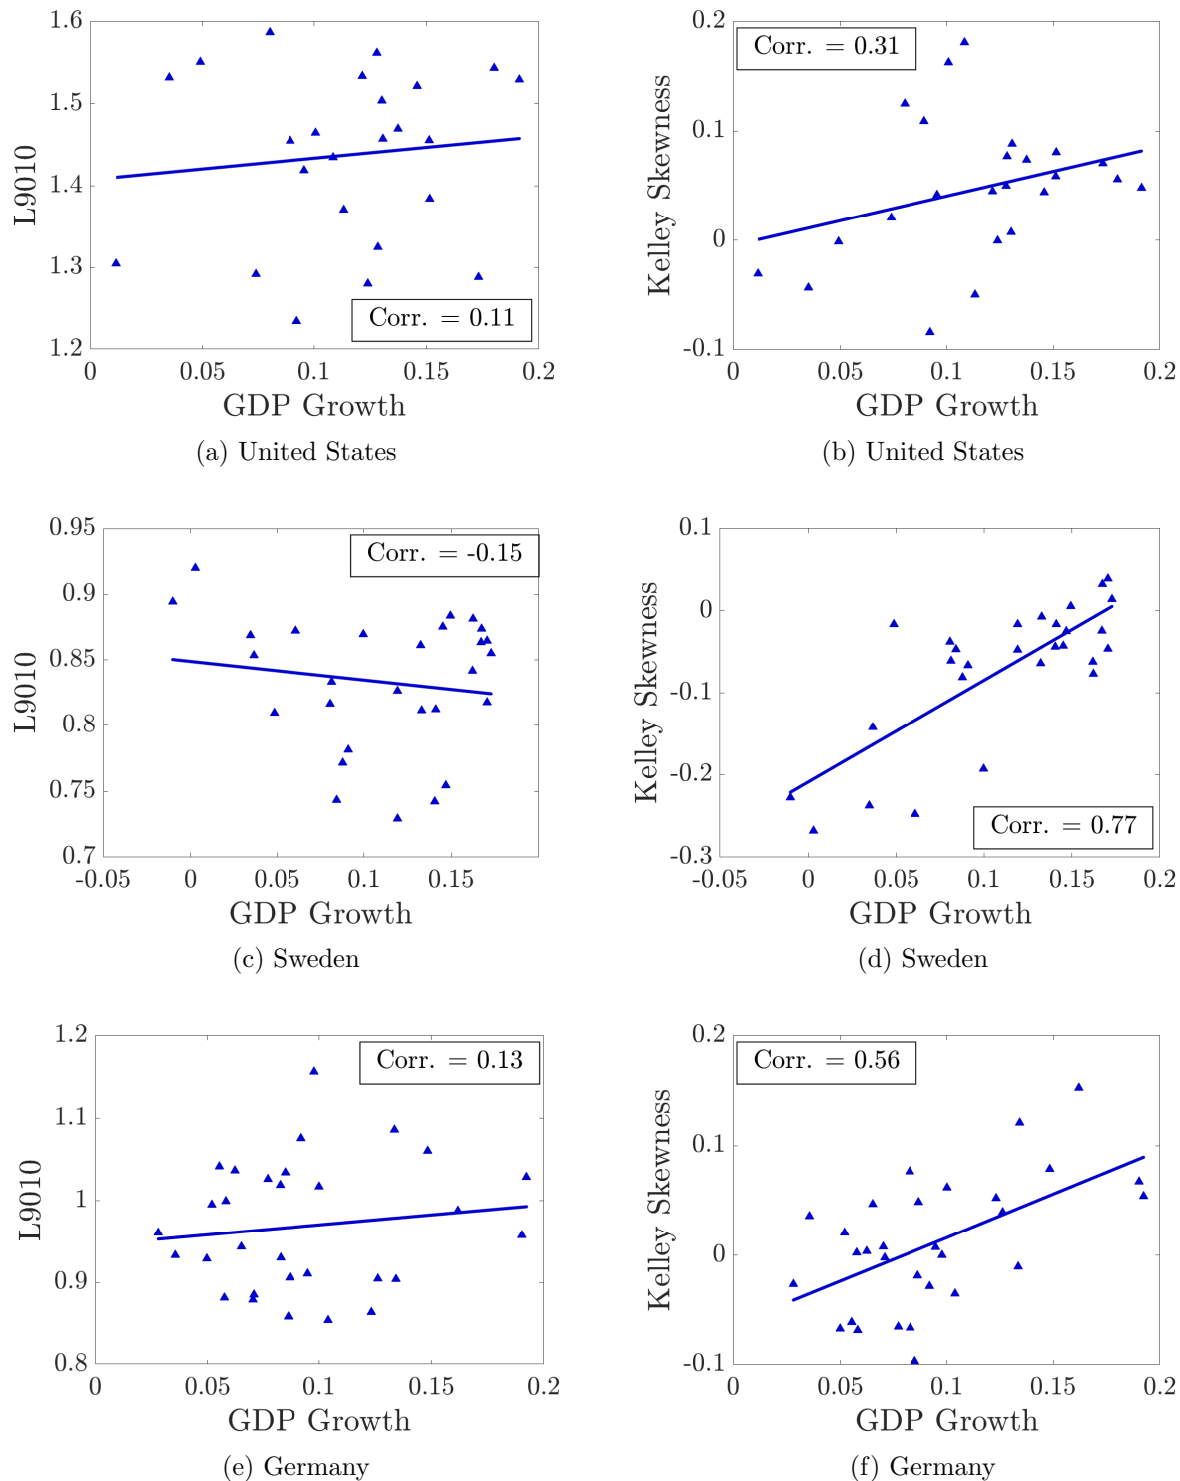 1.6
1.5
1.4
1.3
1.2
L9010
0
0.05
0.1
0.15
0.2
GDP Growth
Corr. = 0.11
(a) United States
0.2
0.1
0
-0.1
Kelley Skewness
0
0.05
0.1
0.15
0.2
GDP Growth
Corr. = 0.31
(b) United States
0.95
0.9
0.85
0.8
0.75
0.7
L9010
-0.05
0
0.05
0.1
0.15
GDP Growth
Corr. = -0.15
(c) Sweden
0.1
0
-0.1
-0.2
-0.3
Kelley Skewness
-0.05
0
0.05
0.1
0.15
0.2
GDP Growth
Corr. = 0.77
(d) Sweden
1.2
1.1
1
0.9
0.8
L9010
0
0.05
0.1
0.15
0.2
GDP Growth
Corr. = 0.13
(e) Germany
0.2
0.1
0
-0.1
Kelley Skewness
0
0.05
0.1
0.15
0.2
GDP Growth
Corr. = 0.56
(f) Germany